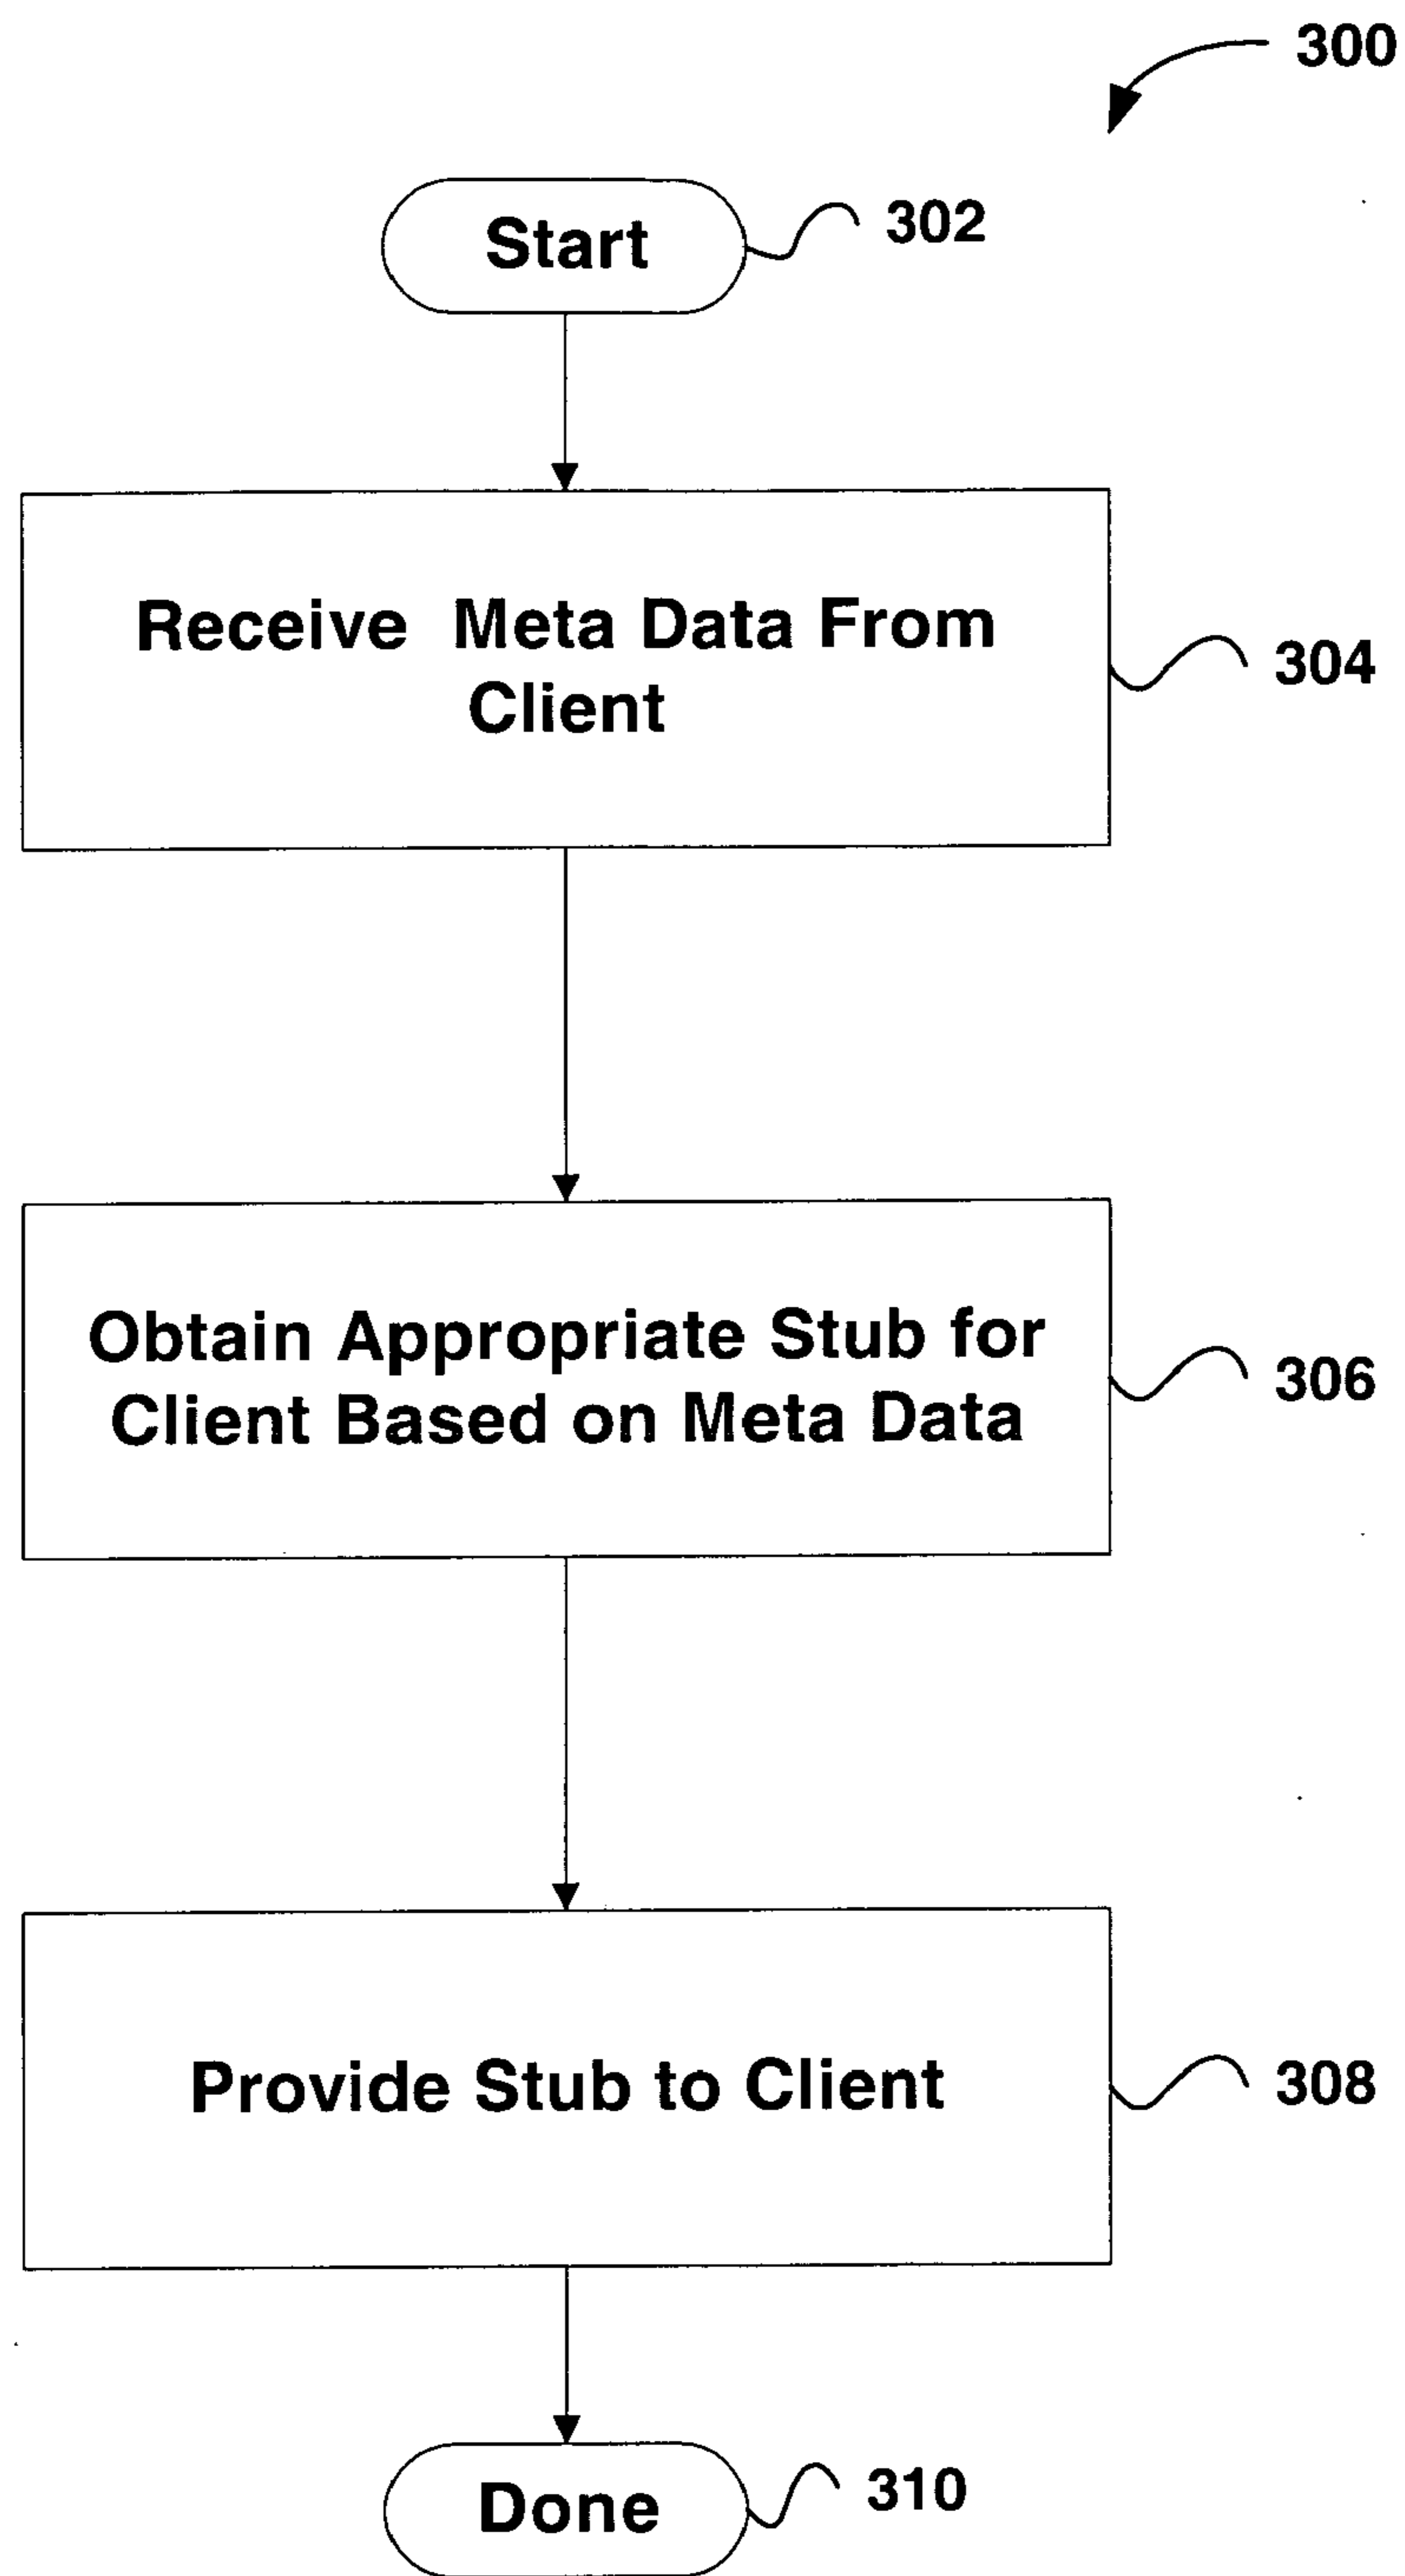 300
Start
302
Receive Meta Data From
Client
304
Obtain Appropriate Stub for
Client Based on Meta Data
306
Provide Stub to Client
308
Done
310